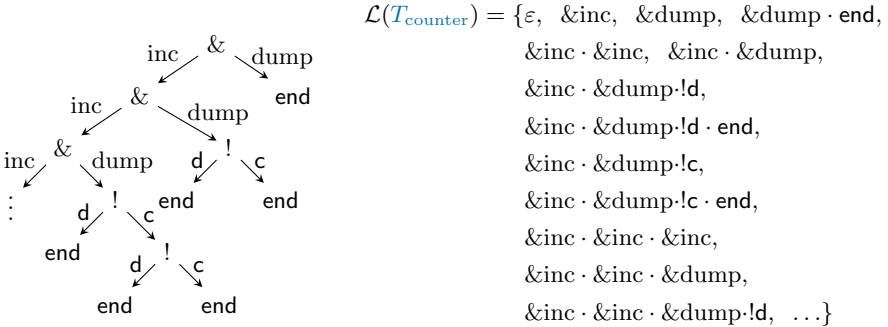 ℒ(T_counter) = {ε, &inc, &dump, &dump · end,
&inc · &inc, &inc · &dump,
&inc · &dump·!d,
&inc · &dump·!d · end,
&inc · &dump·!c,
&inc · &dump·!c · end,
&inc · &inc · &inc,
&inc · &inc · &dump,
&inc · &inc · &dump·!d, …}
&
inc dump
& end
inc dump
& !
inc dump d c
⋮ ! end end
d c
end !
d c
end end